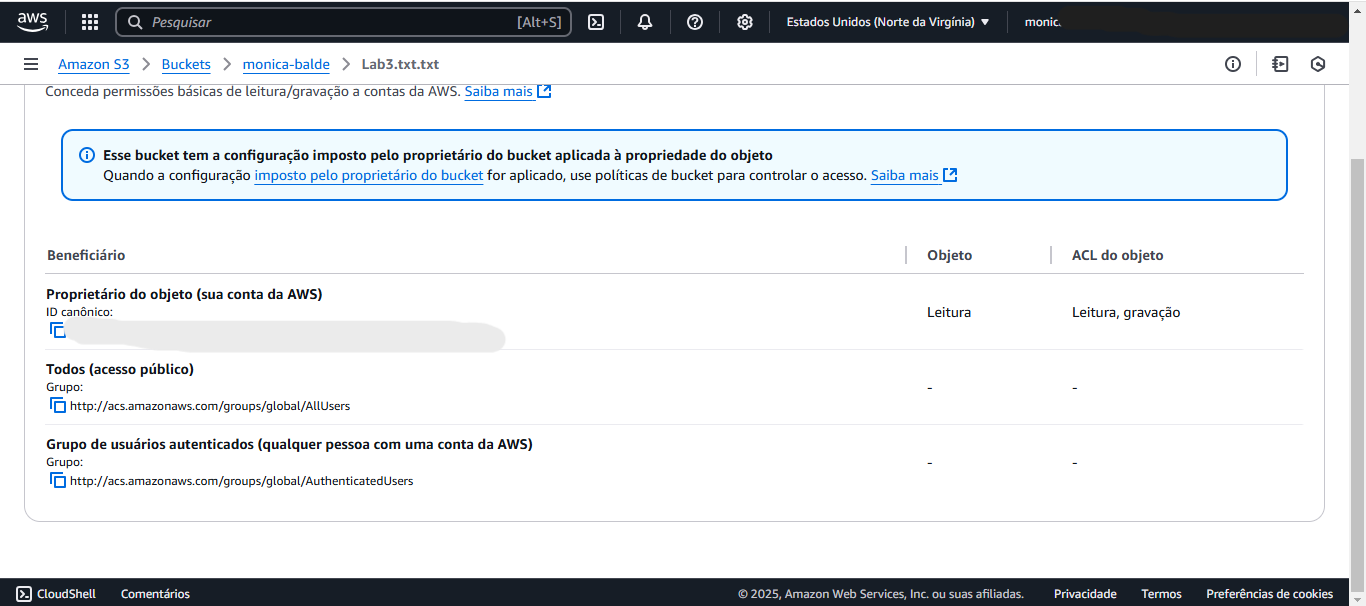 aws Pesquisar [Alt+S] Estados Unidos (Norte da Virgínia) ▼ monic.
Amazon S3 > Buckets > monica-balde > Lab3.txt.txt
Conceda permissões básicas de leitura/gravação a contas da AWS. Saiba mais
Esse bucket tem a configuração imposto pelo proprietário do bucket aplicada à propriedade do objeto
Quando a configuração imposto pelo proprietário do bucket for aplicado, use políticas de bucket para controlar o acesso. Saiba mais
Beneficiário Objeto ACL do objeto
Proprietário do objeto (sua conta da AWS)
ID canônico:
Leitura Leitura, gravação
Todos (acesso público)
Grupo:
- -
http://acs.amazonaws.com/groups/global/AllUsers
Grupo de usuários autenticados (qualquer pessoa com uma conta da AWS)
Grupo:
- -
http://acs.amazonaws.com/groups/global/AuthenticatedUsers
CloudShell Comentários © 2025, Amazon Web Services, Inc. ou suas afiliadas. Privacidade Termos Preferências de cookies